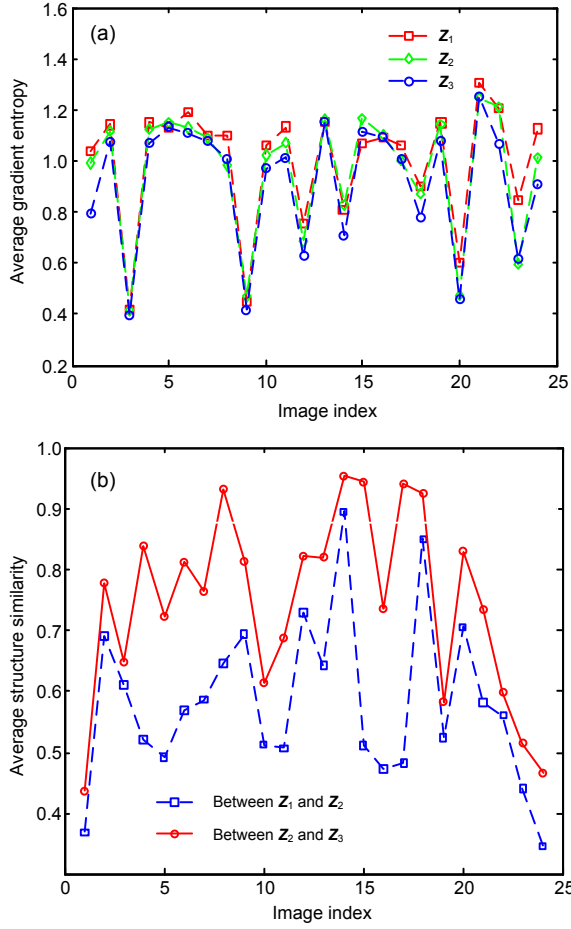 (a)
Z1
Z2
Z3
1.6
1.4
1.2
1.0
0.8
0.6
0.4
0.2
Average gradient entropy
0 5 10 15 20 25
Image index
(b)
1.0
0.9
0.8
0.7
0.6
0.5
0.4
Average structure similarity
Between Z1 and Z2
Between Z2 and Z3
0 5 10 15 20 25
Image index